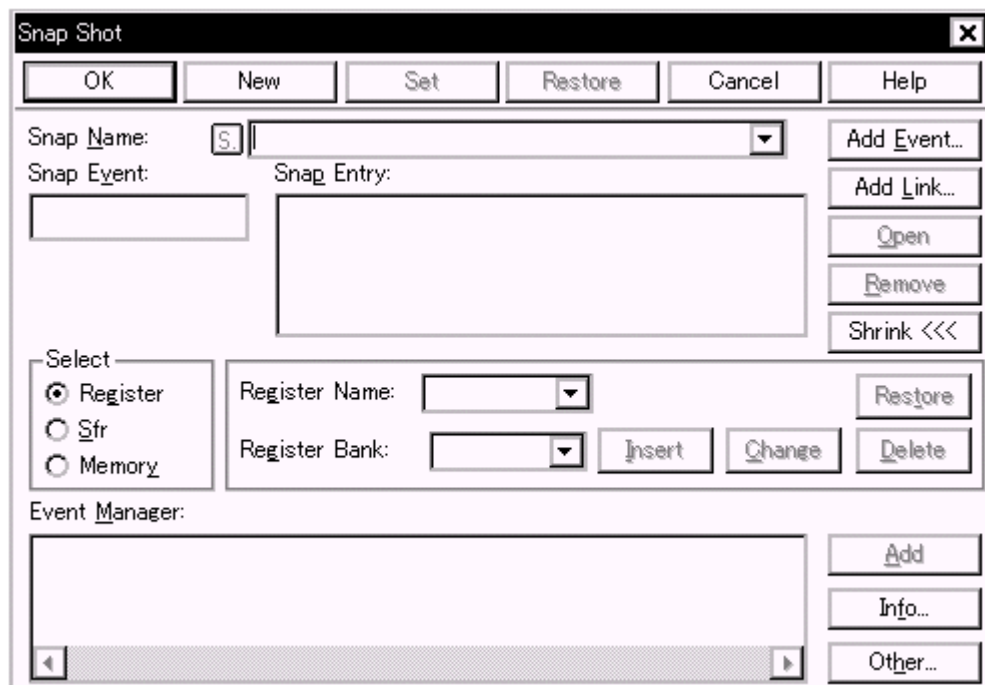 Snap Shot
OK New Set Restore Cancel Help
Snap Name: S. Add Event...
Snap Event: Snap Entry: Add Link...
Open
Remove
Shrink <<<
Select
Register Register Name: Restore
Sfr
Memory Register Bank: Insert Change Delete
Event Manager:
Add
Info...
Other...